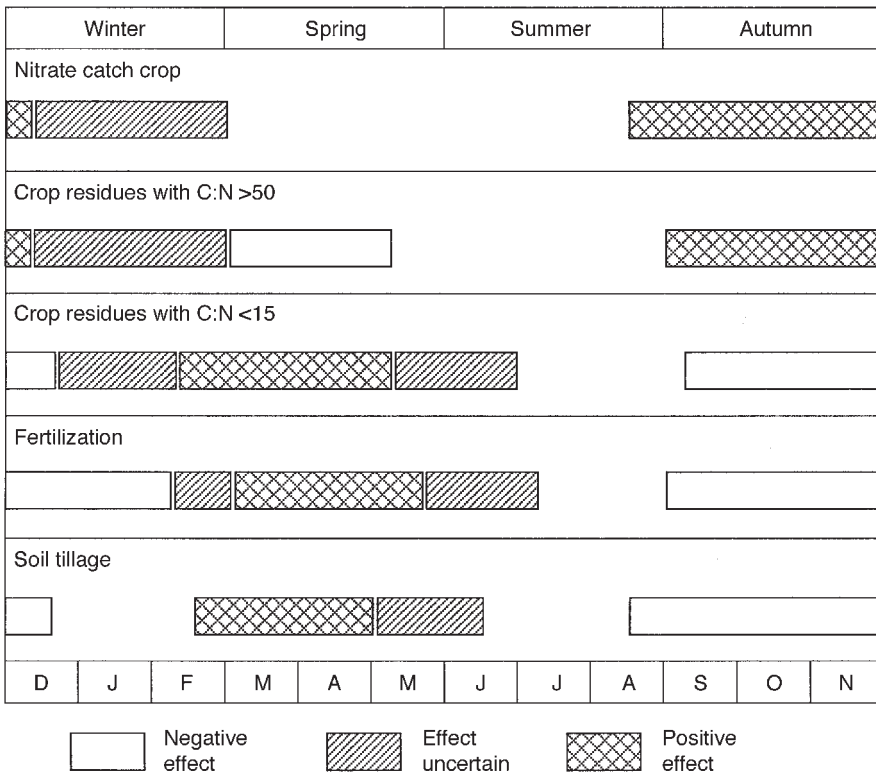 Winter Spring Summer Autumn
Nitrate catch crop
Crop residues with C:N >50
Crop residues with C:N <15
Fertilization
Soil tillage
D J F M A M J J A S O N
Negative effect
Effect uncertain
Positive effect